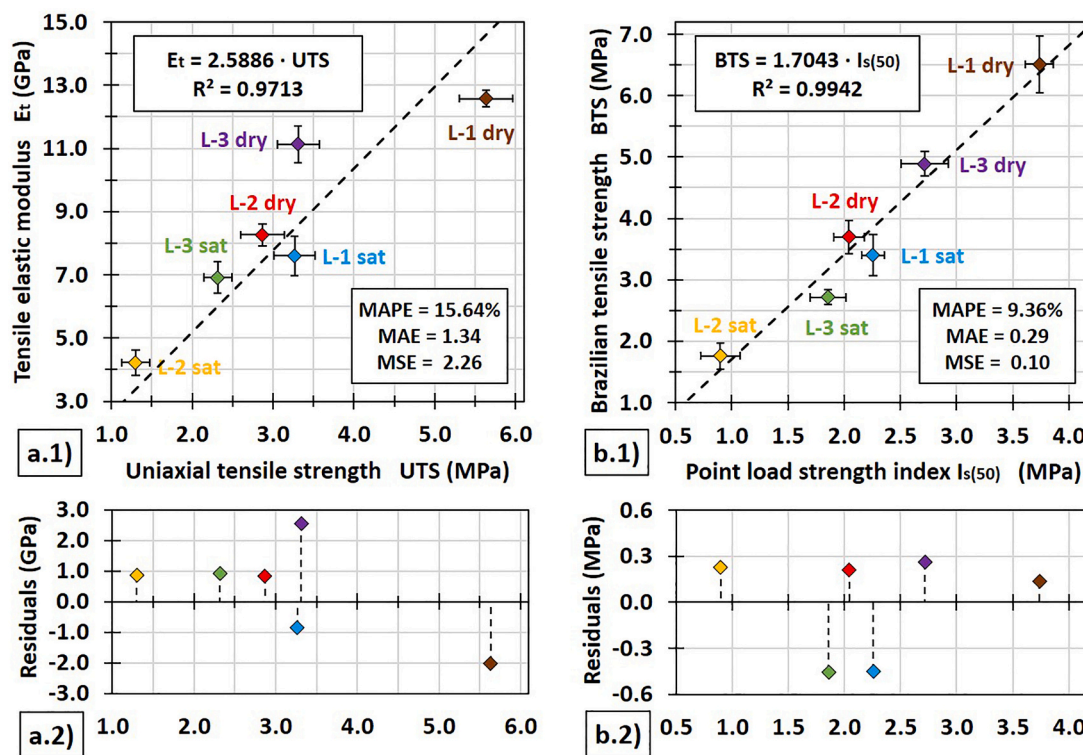 15.0
13.0
11.0
9.0
7.0
5.0
3.0
Tensile elastic modulus Et (GPa)
Et = 2.5886 · UTS
R² = 0.9713
L-1 dry
L-3 dry
L-2 dry
L-3 sat
L-1 sat
L-2 sat
MAPE = 15.64%
MAE = 1.34
MSE = 2.26
1.0 2.0 3.0 4.0 5.0 6.0
a.1)
Uniaxial tensile strength UTS (MPa)
7.0
6.0
5.0
4.0
3.0
2.0
1.0
Brazilian tensile strength BTS (MPa)
BTS = 1.7043 · Is(50)
R² = 0.9942
L-1 dry
L-3 dry
L-2 dry
L-1 sat
L-3 sat
L-2 sat
MAPE = 9.36%
MAE = 0.29
MSE = 0.10
0.5 1.0 1.5 2.0 2.5 3.0 3.5 4.0
b.1)
Point load strength index Is(50) (MPa)
3.0
2.0
1.0
0.0
-1.0
-2.0
-3.0
Residuals (GPa)
1.0 2.0 3.0 4.0 5.0 6.0
a.2)
0.6
0.3
0.0
-0.3
-0.6
Residuals (MPa)
0.5 1.0 1.5 2.0 2.5 3.0 3.5 4.0
b.2)